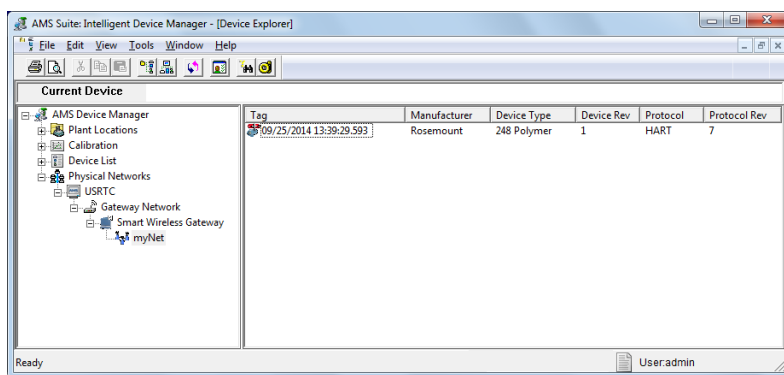 AMS Suite: Intelligent Device Manager - [Device Explorer]
File Edit View Tools Window Help
Current Device
AMS Device Manager
Plant Locations
Calibration
Device List
Physical Networks
USRTC
Gateway Network
Smart Wireless Gateway
myNet
Tag Manufacturer Device Type Device Rev Protocol Protocol Rev
09/25/2014 13:39:29.593 Rosemount 248 Polymer 1 HART 7
Ready User:admin